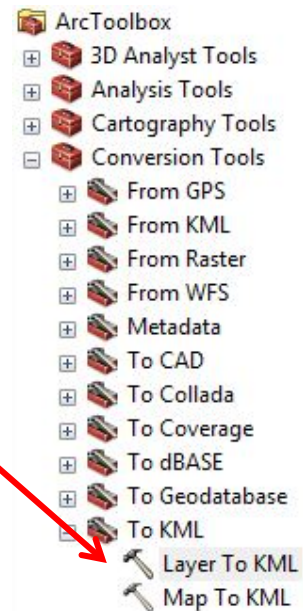 ArcToolbox
3D Analyst Tools
Analysis Tools
Cartography Tools
Conversion Tools
From GPS
From KML
From Raster
From WFS
Metadata
To CAD
To Collada
To Coverage
To dBASE
To Geodatabase
To KML
Layer To KML
Map To KML